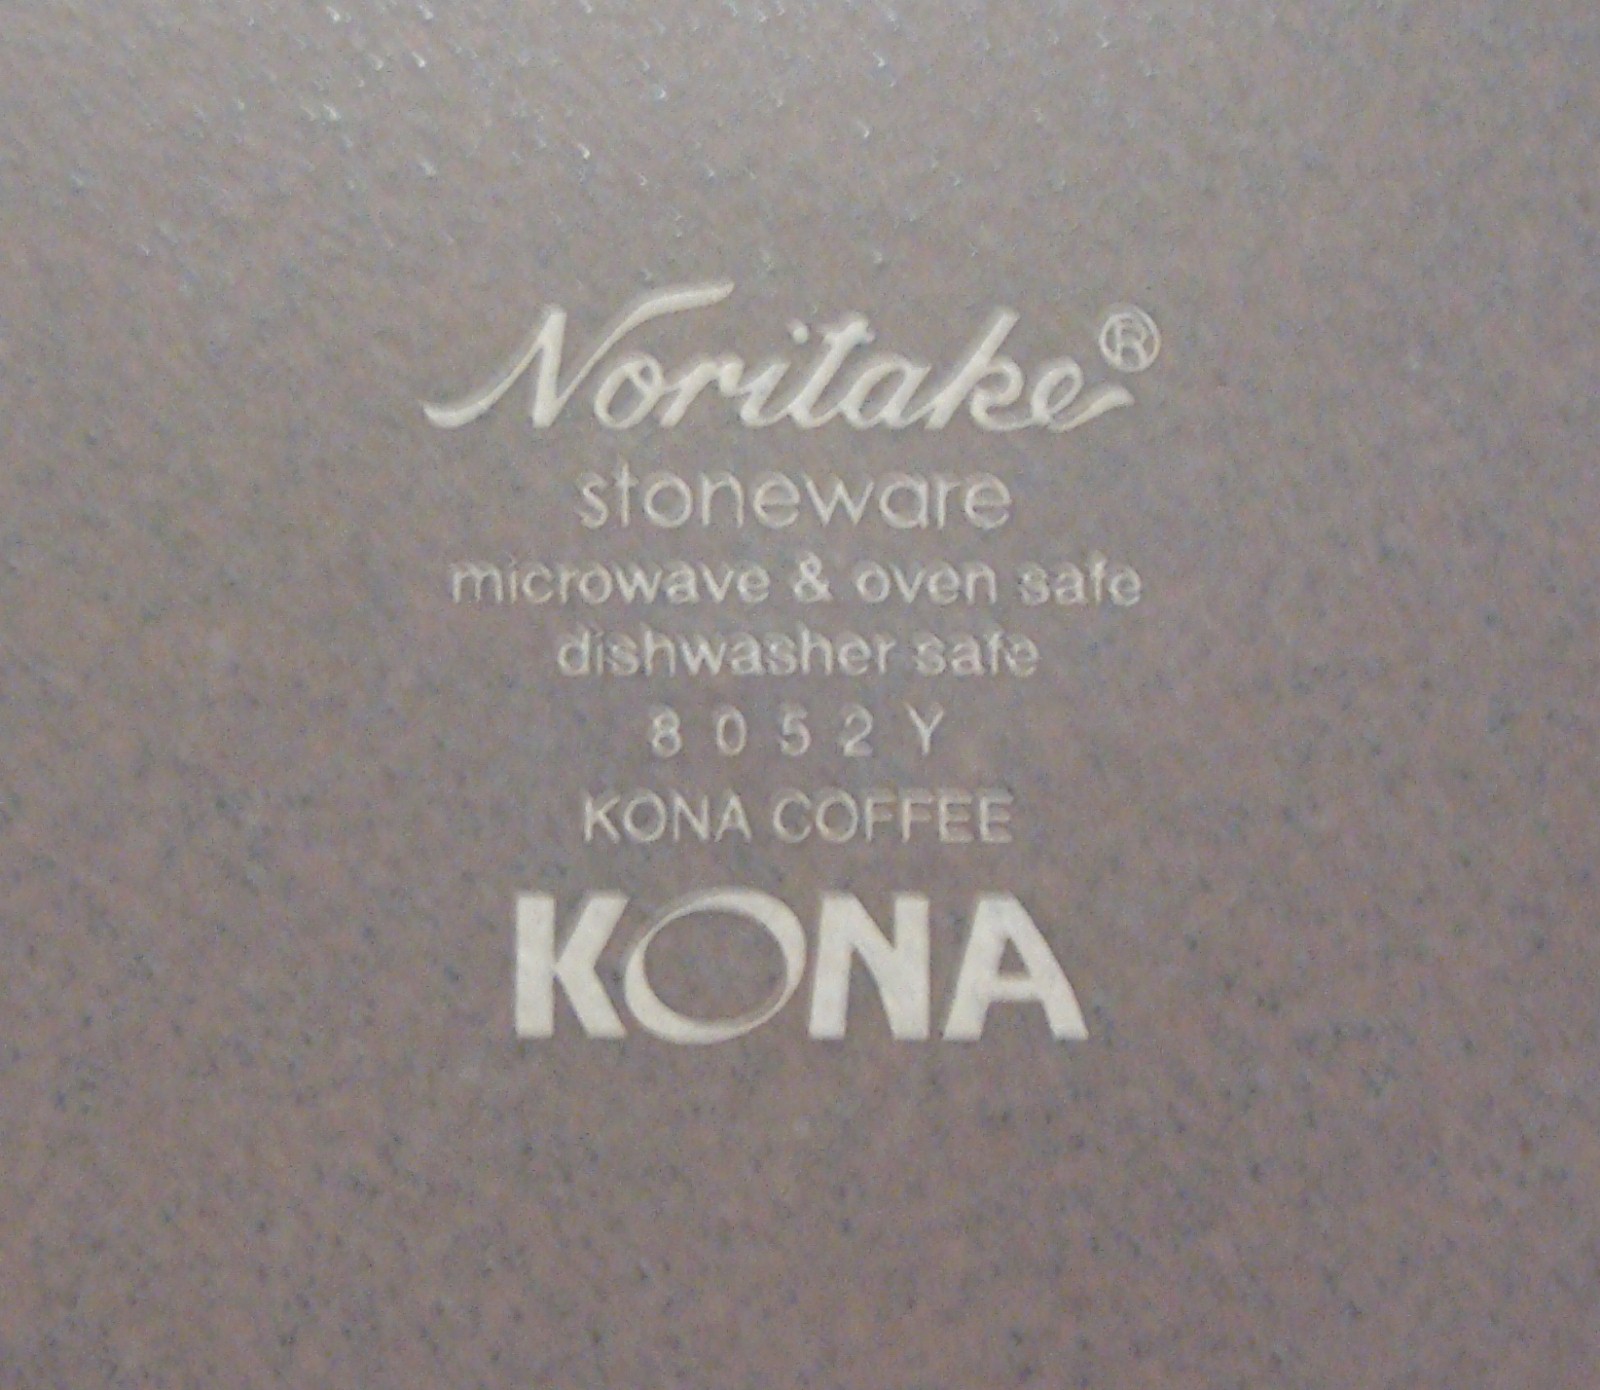 Noritake®
stoneware
microwave & oven safe
dishwasher safe
8052Y
KONA COFFEE
KONA